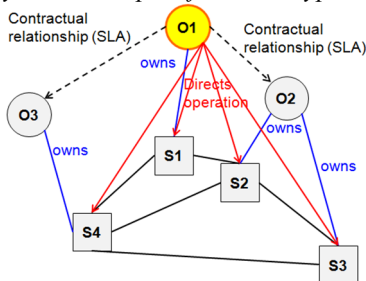 Contractual
relationship (SLA)
O1
Contractual
relationship (SLA)
owns
Directs
operation
O3
O2
owns
owns
owns
S1
S2
S4
S3